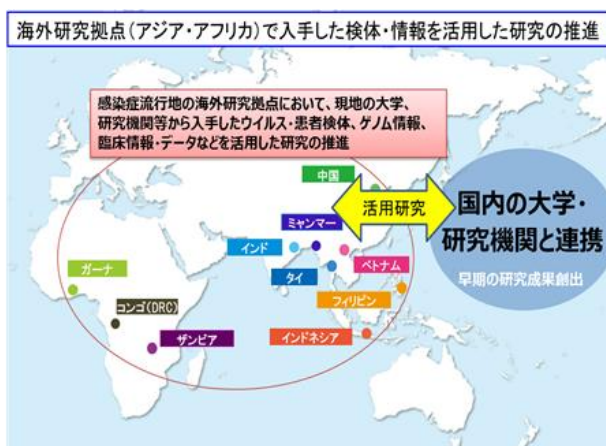 海外研究拠点(アジア・アフリカ)で入手した検体・情報を活用した研究の推進
感染症流行地の海外研究拠点において、現地の大学、
研究機関等から入手したウイルス・患者検体、ゲノム情報、
臨床情報・データなどを活用した研究の推進
中国
活用研究
国内の大学・
研究機関と連携
早期の研究成果創出
ミャンマー
インド
タイ
ベトナム
ガーナ
フィリピン
コンゴ(DRC)
ザンビア
インドネシア